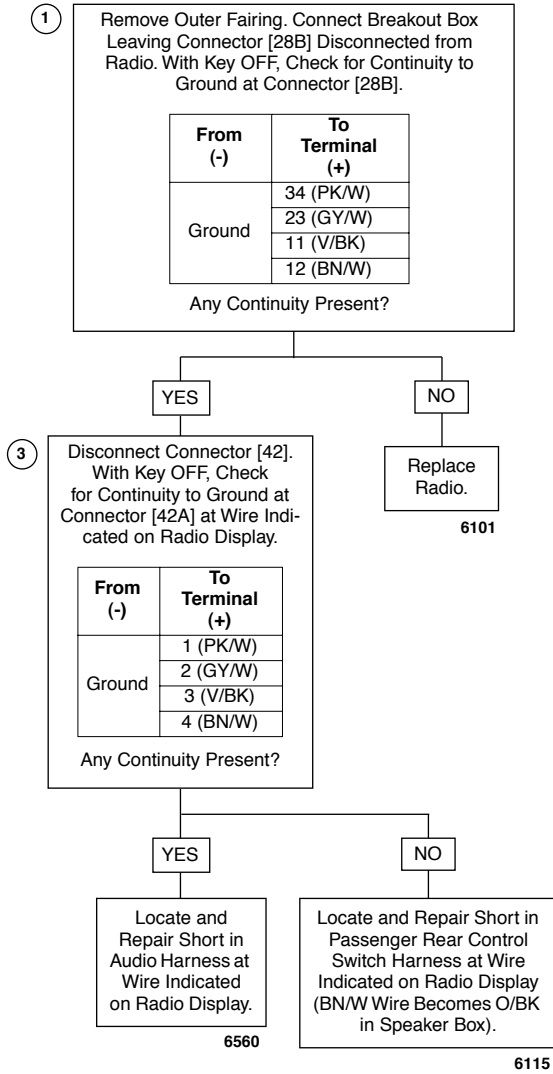 1
Remove Outer Fairing. Connect Breakout Box
Leaving Connector [28B] Disconnected from
Radio. With Key OFF, Check for Continuity to
Ground at Connector [28B].
From
(-)
To
Terminal
(+)
Ground
34 (PK/W)
23 (GY/W)
11 (V/BK)
12 (BN/W)
Any Continuity Present?
YES
NO
3
Disconnect Connector [42].
With Key OFF, Check
for Continuity to Ground at
Connector [42A] at Wire Indi-
cated on Radio Display.
From
(-)
To
Terminal
(+)
Ground
1 (PK/W)
2 (GY/W)
3 (V/BK)
4 (BN/W)
Any Continuity Present?
Replace
Radio.
6101
YES
NO
Locate and
Repair Short in
Audio Harness at
Wire Indicated
on Radio Display.
6560
Locate and Repair Short in
Passenger Rear Control
Switch Harness at Wire
Indicated on Radio Display
(BN/W Wire Becomes O/BK
in Speaker Box).
6115